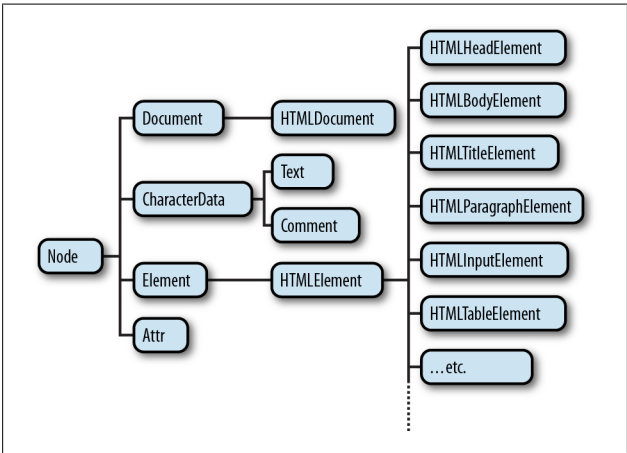 Node
Document
HTMLDocument
CharacterData
Text
Comment
Element
HTMLElement
Attr
HTMLHeadElement
HTMLBodyElement
HTMLTitleElement
HTMLParagraphElement
HTMLInputElement
HTMLTableElement
...etc.